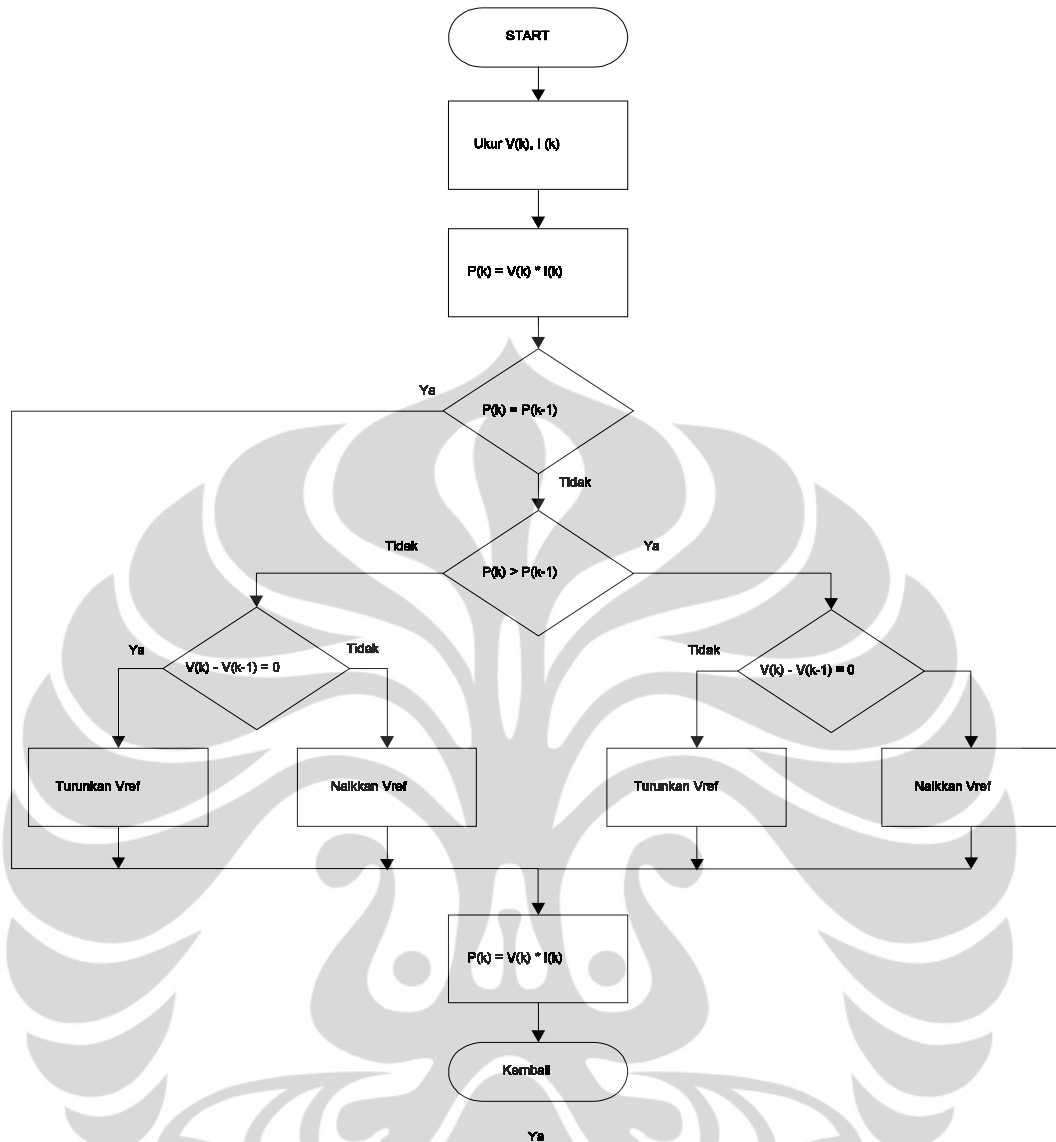 START
Ukur V(k), I (k)
P(k) = V(k) * I(k)
Ya
P(k) = P(k-1)
Tidak
Tidak
P(k) > P(k-1)
Ya
Ya
V(k) - V(k-1) = 0
Tidak
Tidak
V(k) - V(k-1) = 0
Turunkan Vref
Naikkan Vref
Turunkan Vref
Naikkan Vref
P(k) = V(k) * I(k)
Kembali
Ya